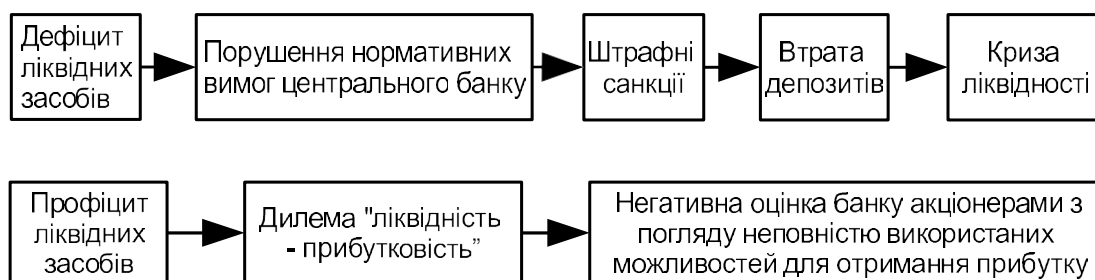 Дефіцит
ліквідних
засобів
Порушення нормативних
вимог центрального банку
Штрафні
санкції
Втрата
депозитів
Криза
ліквідності
Профіцит
ліквідних
засобів
Дилема "ліквідність
- прибутковість”
Негативна оцінка банку акціонерами з
погляду неповністю використаних
можливостей для отримання прибутку